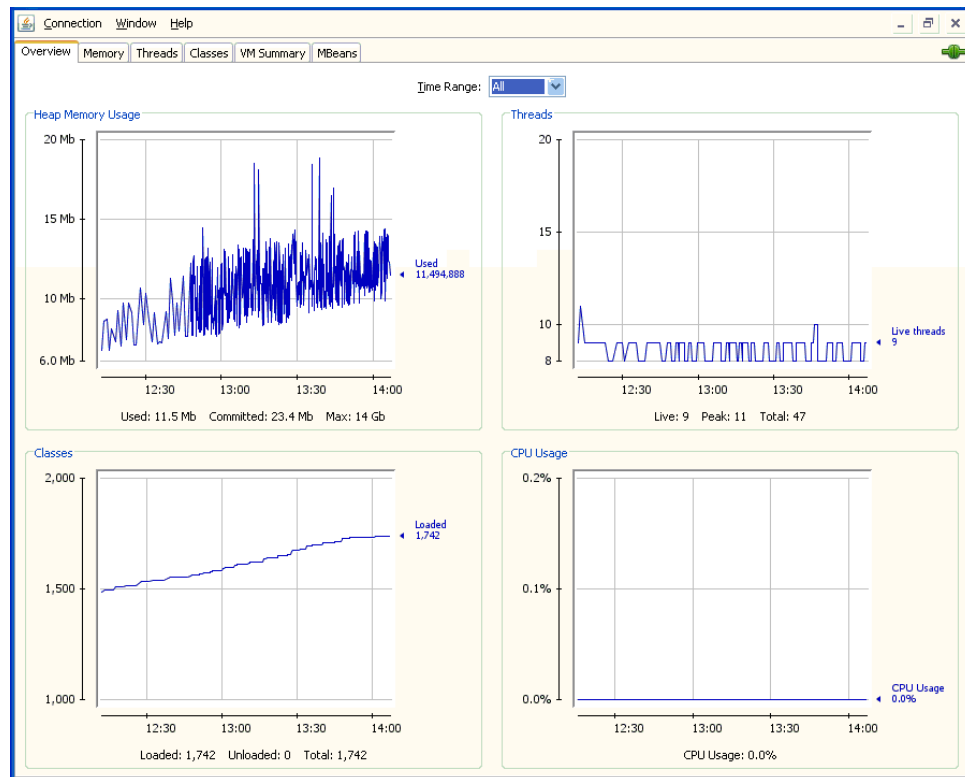 Connection Window Help
Overview Memory Threads Classes VM Summary MBeans
Time Range: All
Heap Memory Usage
20 Mb
15 Mb
10 Mb
6.0 Mb
Used
11,494,888
12:30 13:00 13:30 14:00
Used: 11.5 Mb Committed: 23.4 Mb Max: 14 Gb
Threads
20
15
10
8
Live threads
9
12:30 13:00 13:30 14:00
Live: 9 Peak: 11 Total: 47
Classes
2,000
1,500
1,000
Loaded
1,742
12:30 13:00 13:30 14:00
Loaded: 1,742 Unloaded: 0 Total: 1,742
CPU Usage
0.2%
0.1%
0.0%
CPU Usage
0.0%
12:30 13:00 13:30 14:00
CPU Usage: 0.0%